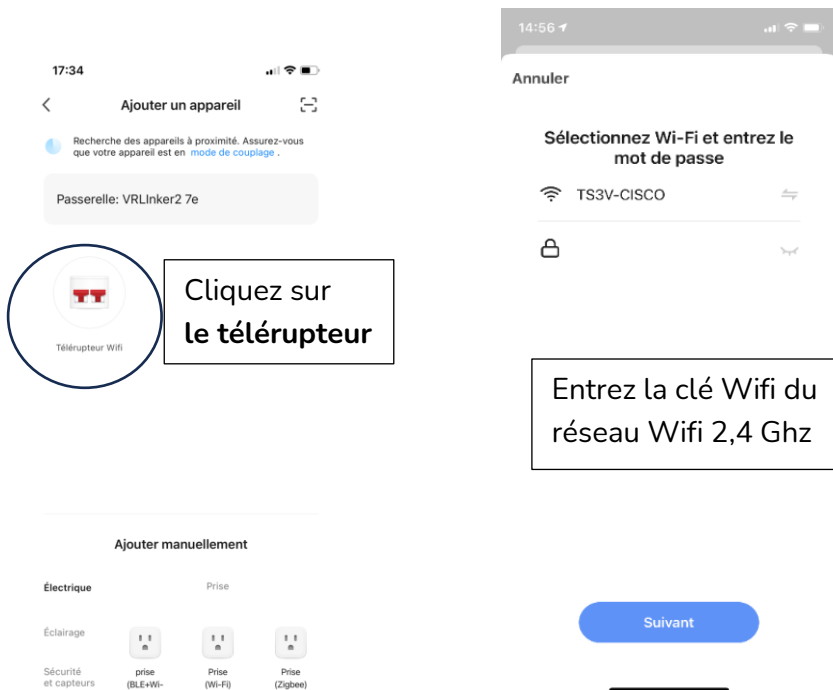 17:34
Ajouter un appareil
Recherche des appareils à proximité. Assurez-vous
que votre appareil est en mode de couplage .
Passerelle: VRLInker2 7e
Télérupteur Wifi
Cliquez sur
le télérupteur
Ajouter manuellement
Électrique
Prise
Éclairage
Sécurité
et capteurs
prise
(BLE+Wi-
Prise
(Wi-Fi)
Prise
(Zigbee)
14:56
Annuler
Sélectionnez Wi-Fi et entrez le
mot de passe
TS3V-CISCO
Entrez la clé Wifi du
réseau Wifi 2,4 Ghz
Suivant